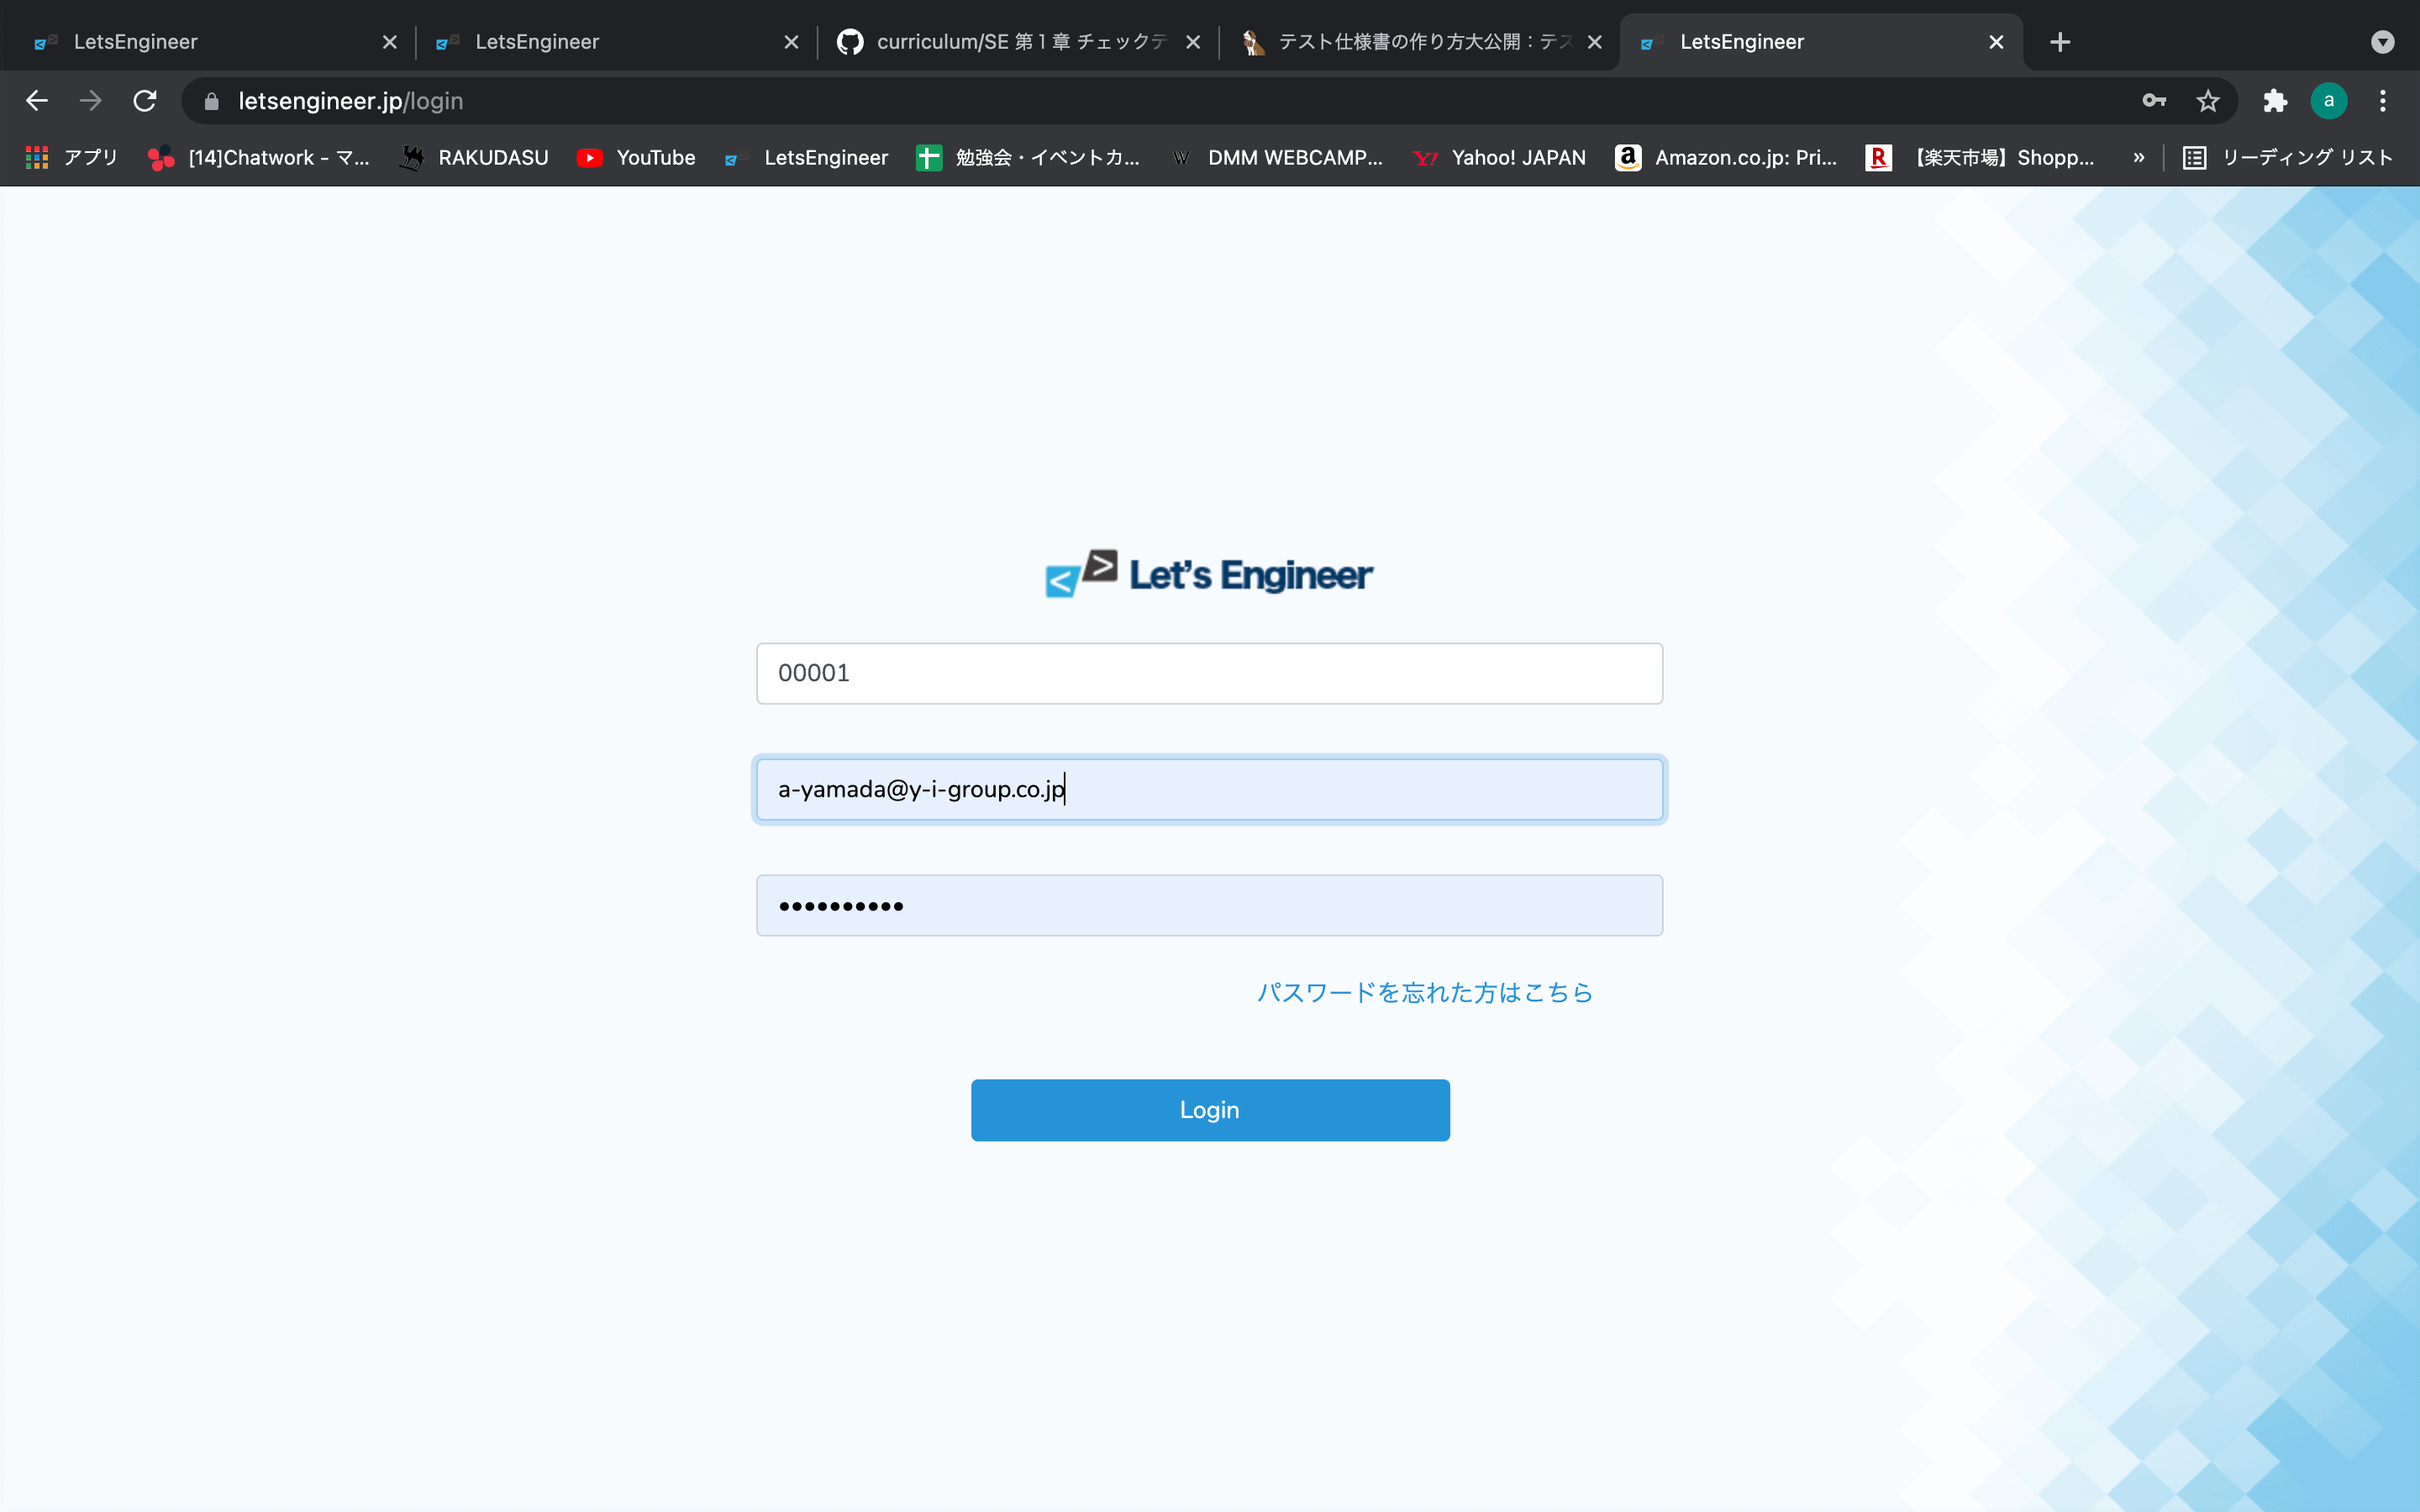 LetsEngineer
LetsEngineer
curriculum/SE 第1章 チェックテ
テスト仕様書の作り方大公開：テス
LetsEngineer
letsengineer.jp/login
a
アプリ
[14]Chatwork - マ...
RAKUDASU
YouTube
LetsEngineer
勉強会・イベントカ...
W
DMM WEBCAMP...
Y!
Yahoo! JAPAN
a
Amazon.co.jp: Pri...
R
【楽天市場】Shopp...
»
リーディング リスト
< > Let's Engineer
00001
a-yamada@y-i-group.co.jp
••••••••••
パスワードを忘れた方はこちら
Login